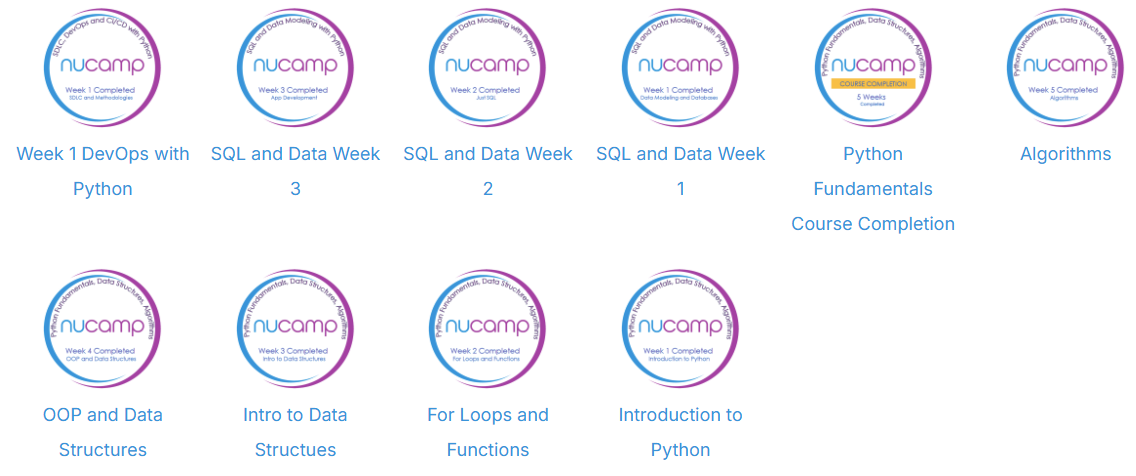 SDLC, DevOps and CI/CD with Python
nucamp
Week 1 Completed
SDLC and Methodologies
Week 1 DevOps with
Python
SQL and Data Modeling with Python
nucamp
Week 3 Completed
App Development
SQL and Data Week
3
SQL and Data Modeling with Python
nucamp
Week 2 Completed
Just SQL
SQL and Data Week
2
SQL and Data Modeling with Python
nucamp
Week 1 Completed
Data Modeling and Databases
SQL and Data Week
1
Python Fundamentals, Data Structures, Algorithms
nucamp
COURSE COMPLETION
5 Weeks
Completed
Python
Fundamentals
Course Completion
Python Fundamentals, Data Structures, Algorithms
nucamp
Week 5 Completed
Algorithms
Algorithms
Python Fundamentals, Data Structures, Algorithms
nucamp
Week 4 Completed
OOP and Data Structures
OOP and Data
Structures
Python Fundamentals, Data Structures, Algorithms
nucamp
Week 3 Completed
Intro to Data Structures
Intro to Data
Structues
Python Fundamentals, Data Structures, Algorithms
nucamp
Week 2 Completed
For Loops and Functions
For Loops and
Functions
Python Fundamentals, Data Structures, Algorithms
nucamp
Week 1 Completed
Introduction to Python
Introduction to
Python